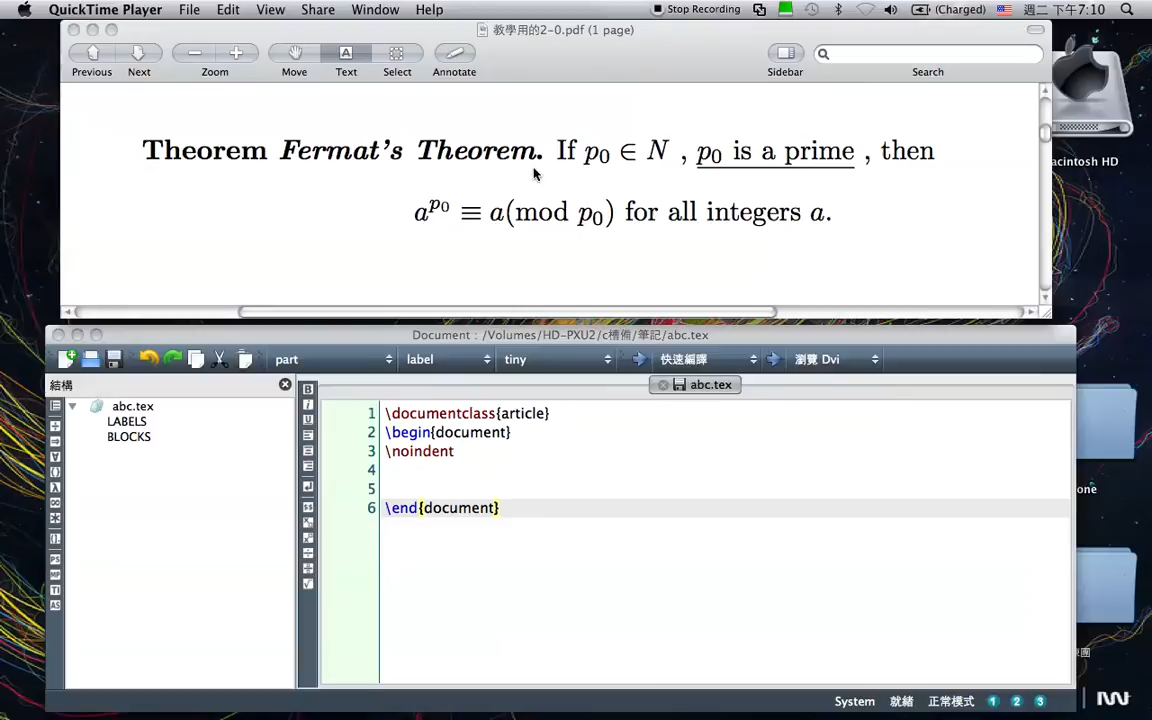 QuickTime Player File Edit View Share Window Help Stop Recording (Charged) 週二 下午7:10
教學用的2-0.pdf (1 page)
Previous Next Zoom Move Text Select Annotate Sidebar Search
Macintosh HD
Theorem Fermat's Theorem. If p₀ ∈ N , p₀ is a prime , then
a^{p₀} ≡ a(mod p₀) for all integers a.
Document : /Volumes/HD-PXU2/c槽備/筆記/abc.tex
part label tiny 快速編譯 瀏覽 Dvi
結構
abc.tex
abc.tex
LABELS
BLOCKS
1 \documentclass{article}
2 \begin{document}
3 \noindent
4
5
6 \end{document}
one
System 就緒 正常模式 1 2 3